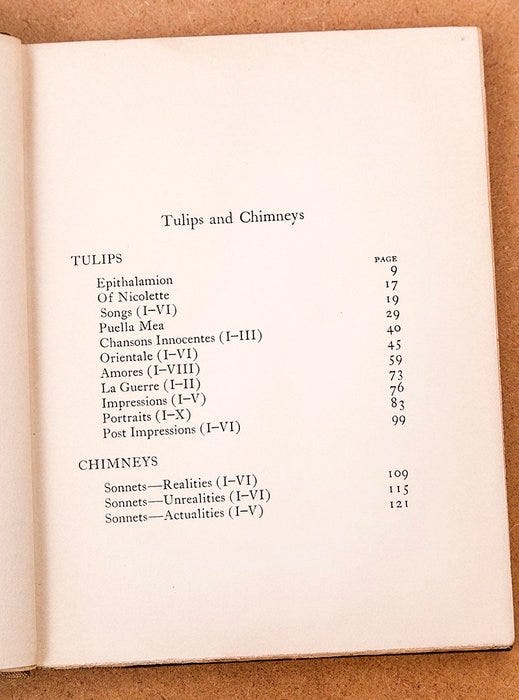 Tulips and Chimneys
TULIPS PAGE
Epithalamion 9
Of Nicolette 17
Songs (I–VI) 19
Puella Mea 29
Chansons Innocentes (I–III) 40
Orientale (I–VI) 45
Amores (I–VIII) 59
La Guerre (I–II) 73
Impressions (I–V) 76
Portraits (I–X) 83
Post Impressions (I–VI) 99
CHIMNEYS
Sonnets—Realities (I–VI) 109
Sonnets—Unrealities (I–VI) 115
Sonnets—Actualities (I–V) 121